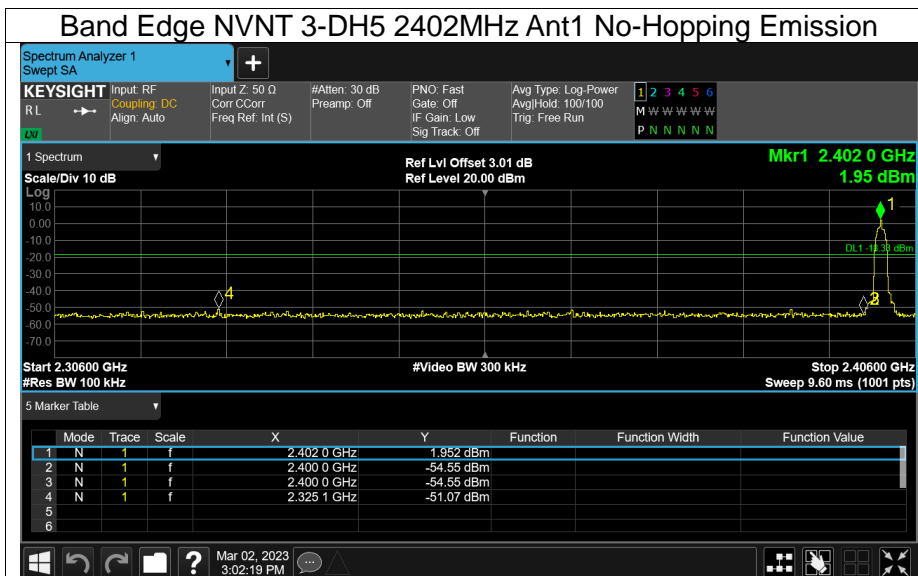 Band Edge NVNT 3-DH5 2402MHz Ant1 No-Hopping Emission
Spectrum Analyzer 1
Swept SA
+
KEYSIGHT
R L
LXI
Input: RF
Coupling: DC
Align: Auto
Input Z: 50 Ω
Corr CCorr
Freq Ref: Int (S)
#Atten: 30 dB
Preamp: Off
PNO: Fast
Gate: Off
IF Gain: Low
Sig Track: Off
Avg Type: Log-Power
Avg|Hold: 100/100
Trig: Free Run
1 2 3 4 5 6
M W W W W W
P N N N N N
1 Spectrum
Scale/Div 10 dB
Ref Lvl Offset 3.01 dB
Ref Level 20.00 dBm
Mkr1 2.402 0 GHz
1.95 dBm
Log
10.0
0.00
-10.0
-20.0
-30.0
-40.0
-50.0
-60.0
-70.0
1
DL1 -18.33 dBm
4
Start 2.30600 GHz
#Res BW 100 kHz
#Video BW 300 kHz
Stop 2.40600 GHz
Sweep 9.60 ms (1001 pts)
5 Marker Table
Mode Trace Scale X Y Function Function Width Function Value
1 N 1 f 2.402 0 GHz 1.952 dBm
2 N 1 f 2.400 0 GHz -54.55 dBm
3 N 1 f 2.400 0 GHz -54.55 dBm
4 N 1 f 2.325 1 GHz -51.07 dBm
5
6
?
Mar 02, 2023
3:02:19 PM